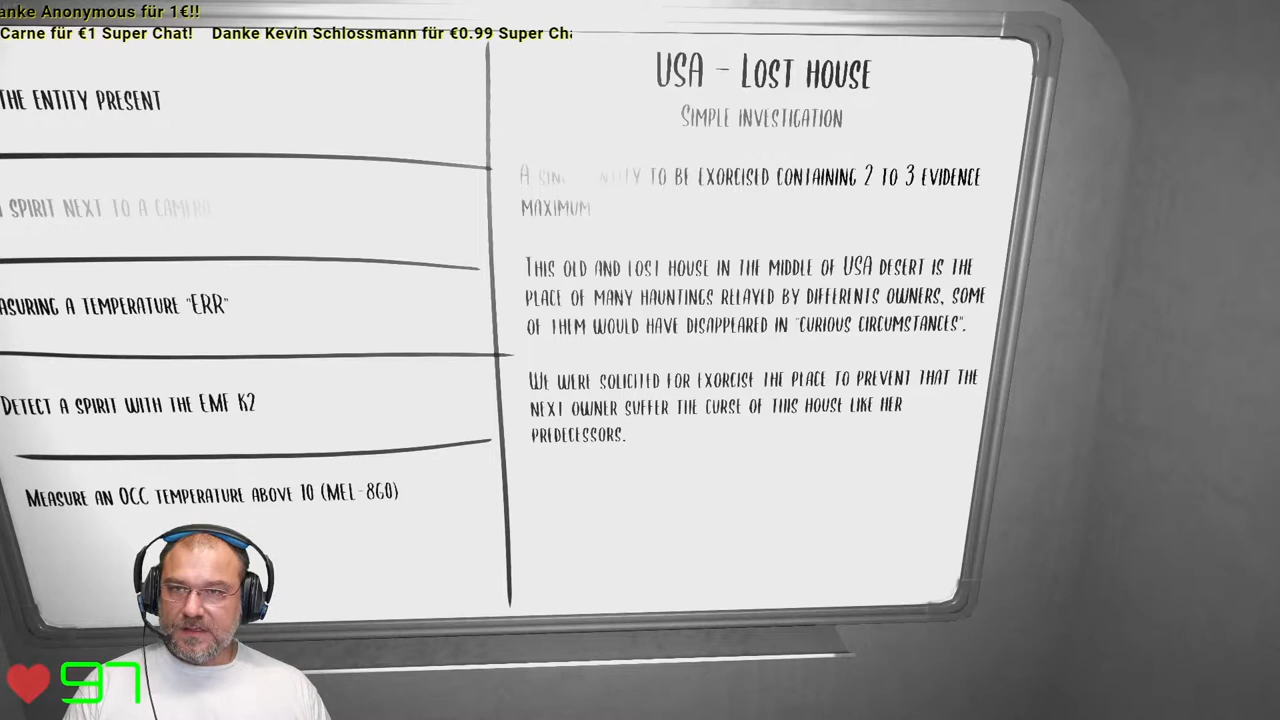 anke Anonymous für 1€!!
Carne für €1 Super Chat! Danke Kevin Schlossmann für €0.99 Super Cha
THE ENTITY PRESENT
SPIRIT NEXT TO A CAMERA
ASURING A TEMPERATURE "ERR"
DETECT A SPIRIT WITH THE EMF K2
MEASURE AN OCC TEMPERATURE ABOVE 10 (MEL-860)
USA - LOST HOUSE
SIMPLE INVESTIGATION
A TO BE EXORCISED CONTAINING 2 TO 3 EVIDENCE
MAXIMUM
THIS OLD AND LOST HOUSE IN THE MIDDLE OF USA DESERT IS THE
PLACE OF MANY HAUNTINGS RELAYED BY DIFFERENTS OWNERS, SOME
OF THEM WOULD HAVE DISAPPEARED IN "CURIOUS CIRCUMSTANCES".
WE WERE SOLICITED FOR EXORCISE THE PLACE TO PREVENT THAT THE
NEXT OWNER SUFFER THE CURSE OF THIS HOUSE LIKE HER
PREDECESSORS.
97